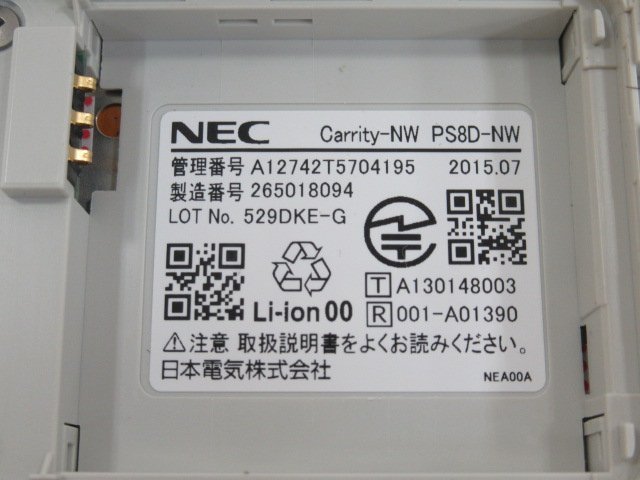 NEC Carrity-NW PS8D-NW
管理番号 A12742T5704195 2015.07
製造番号 265018094
LOT No. 529DKE-G
T A130148003
Li-ion 00 R 001-A01390
⚠注意 取扱説明書をよくお読みください。
日本電気株式会社 NEA00A